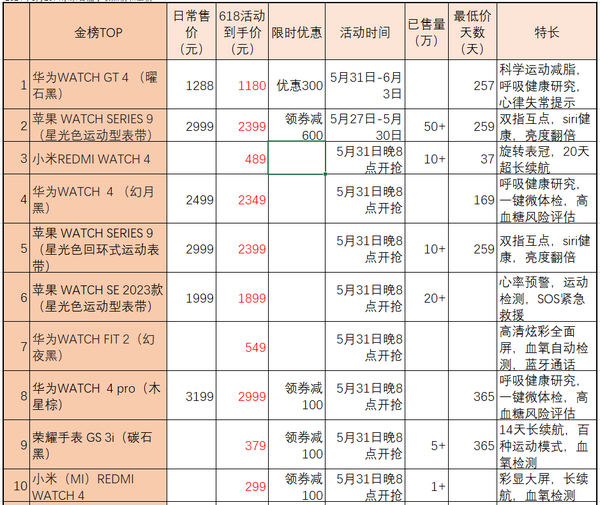 金榜TOP 日常售价（元） 618活动到手价（元） 限时优惠 活动时间 已售量（万） 最低价天数（天） 特长
1 华为WATCH GT 4 （曜石黑） 1288 1180 优惠300 5月31日-6月3日 257 科学运动减脂，呼吸健康研究，心律失常提示
2 苹果 WATCH SERIES 9（星光色运动型表带） 2999 2399 领券减600 5月27日-5月30日 50+ 259 双指互点，siri健康，亮度翻倍
3 小米REDMI WATCH 4 489 5月31日晚8点开抢 10+ 37 旋转表冠，20天超长续航
4 华为WATCH 4 （幻月黑） 2499 2349 5月31日晚8点开抢 169 呼吸健康研究，一键微体检，高血糖风险评估
5 苹果 WATCH SERIES 9（星光色回环式运动表带） 2999 2399 5月31日晚8点开抢 10+ 259 双指互点，siri健康，亮度翻倍
6 苹果 WATCH SE 2023款（星光色运动型表带） 1999 1899 5月31日晚8点开抢 20+ 心率预警，运动检测，SOS紧急救援
7 华为WATCH FIT 2（幻夜黑） 549 5月31日晚8点开抢 高清炫彩全面屏，血氧自动检测，蓝牙通话
8 华为WATCH 4 pro（木星棕） 3199 2999 领券减100 5月31日晚8点开抢 365 呼吸健康研究，一键微体检，高血糖风险评估
9 荣耀手表 GS 3i（碳石黑） 379 领券减100 5月31日晚8点开抢 5+ 365 14天长续航，百种运动模式，血氧检测
10 小米（MI）REDMI WATCH 4 299 领券减100 5月31日晚8点开抢 1+ 彩显大屏，长续航，血氧检测